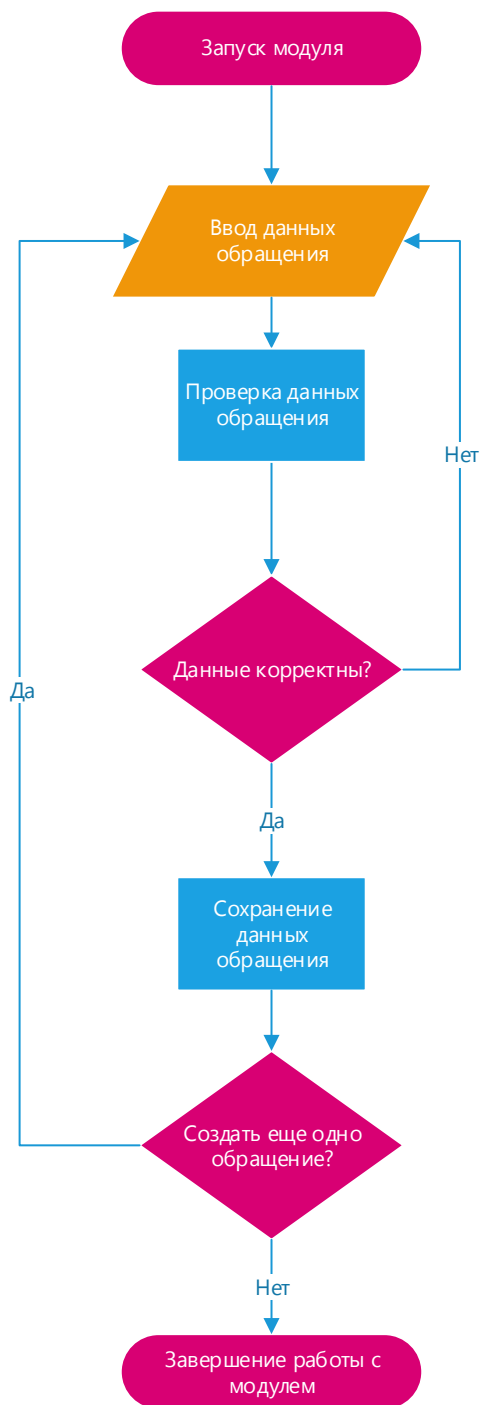 Запуск модуля
Ввод данных
обращения
Проверка данных
обращения
Нет
Данные корректны?
Да
Да
Сохранение
данных
обращения
Создать еще одно
обращение?
Нет
Завершение работы с
модулем